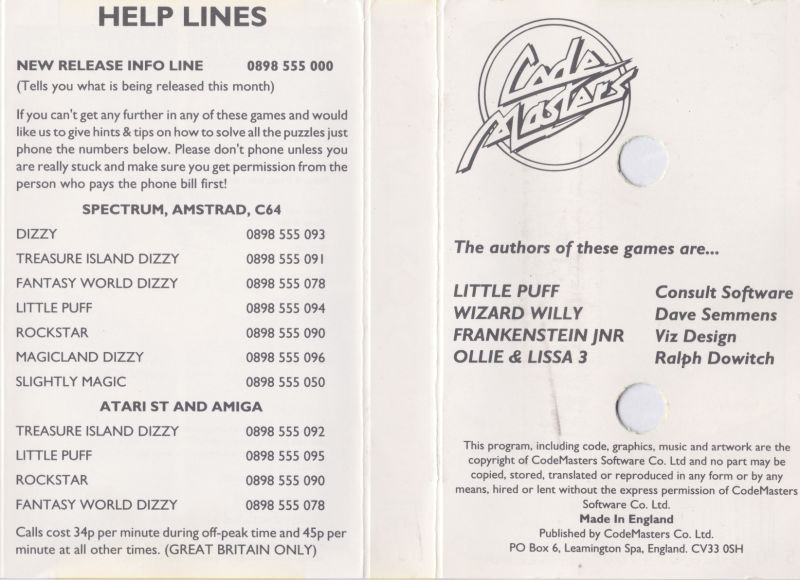 HELP LINES
NEW RELEASE INFO LINE 0898 555 000
(Tells you what is being released this month)
If you can't get any further in any of these games and would
like us to give hints & tips on how to solve all the puzzles just
phone the numbers below. Please don't phone unless you
are really stuck and make sure you get permission from the
person who pays the phone bill first!
SPECTRUM, AMSTRAD, C64
DIZZY 0898 555 093
TREASURE ISLAND DIZZY 0898 555 091
FANTASY WORLD DIZZY 0898 555 078
LITTLE PUFF 0898 555 094
ROCKSTAR 0898 555 090
MAGICLAND DIZZY 0898 555 096
SLIGHTLY MAGIC 0898 555 050
ATARI ST AND AMIGA
TREASURE ISLAND DIZZY 0898 555 092
LITTLE PUFF 0898 555 095
ROCKSTAR 0898 555 090
FANTASY WORLD DIZZY 0898 555 078
Calls cost 34p per minute during off-peak time and 45p per
minute at all other times. (GREAT BRITAIN ONLY)
Code
Masters
The authors of these games are...
LITTLE PUFF Consult Software
WIZARD WILLY Dave Semmens
FRANKENSTEIN JNR Viz Design
OLLIE & LISSA 3 Ralph Dowitch
This program, including code, graphics, music and artwork are the
copyright of CodeMasters Software Co. Ltd and no part may be
copied, stored, translated or reproduced in any form or by any
means, hired or lent without the express permission of CodeMasters
Software Co. Ltd.
Made In England
Published by CodeMasters Co. Ltd.
PO Box 6, Leamington Spa, England. CV33 0SH